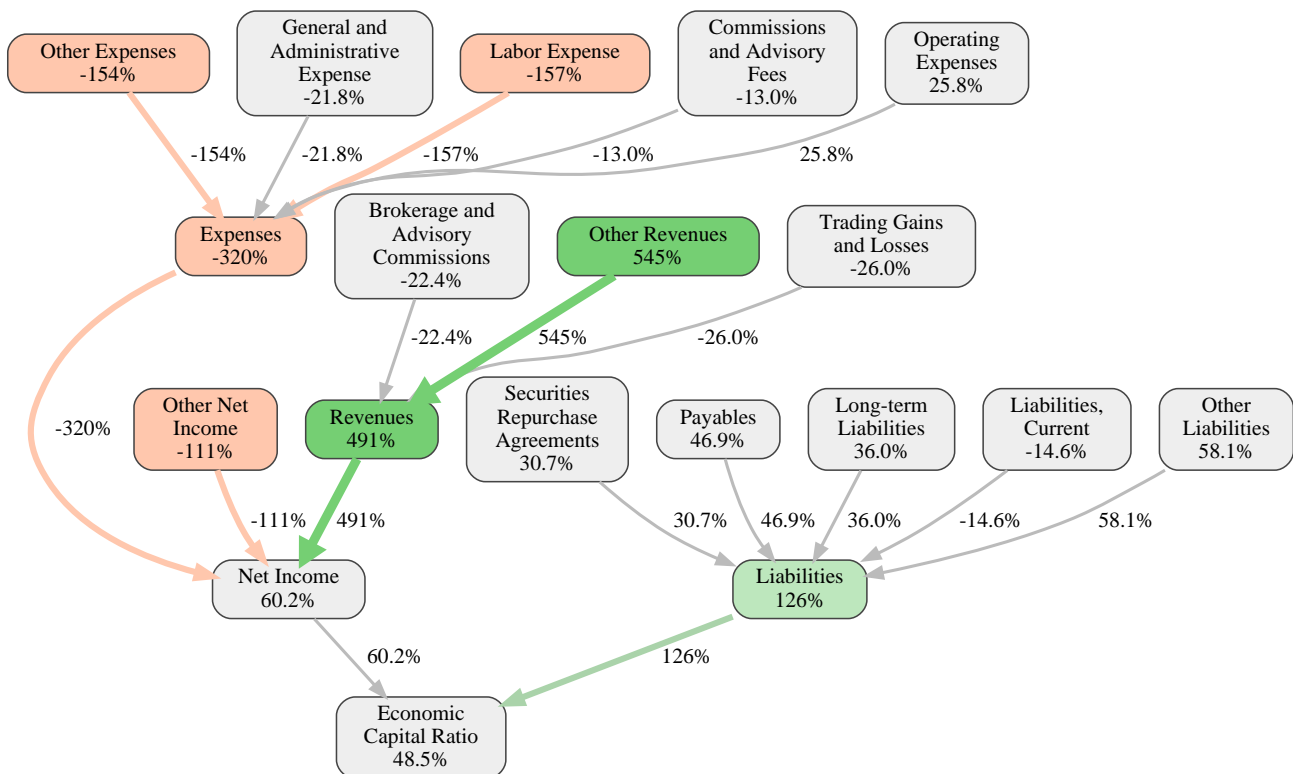 Other Expenses
-154%
General and
Administrative
Expense
-21.8%
Labor Expense
-157%
Commissions
and Advisory
Fees
-13.0%
Operating
Expenses
25.8%
-154%
-21.8%
-157%
-13.0%
25.8%
Expenses
-320%
Brokerage and
Advisory
Commissions
-22.4%
Other Revenues
545%
Trading Gains
and Losses
-26.0%
-22.4%
545%
-26.0%
-320%
Other Net
Income
-111%
Revenues
491%
Securities
Repurchase
Agreements
30.7%
Payables
46.9%
Long-term
Liabilities
36.0%
Liabilities,
Current
-14.6%
Other
Liabilities
58.1%
-111%
491%
30.7%
46.9%
36.0%
-14.6%
58.1%
Net Income
60.2%
Liabilities
126%
60.2%
126%
Economic
Capital Ratio
48.5%